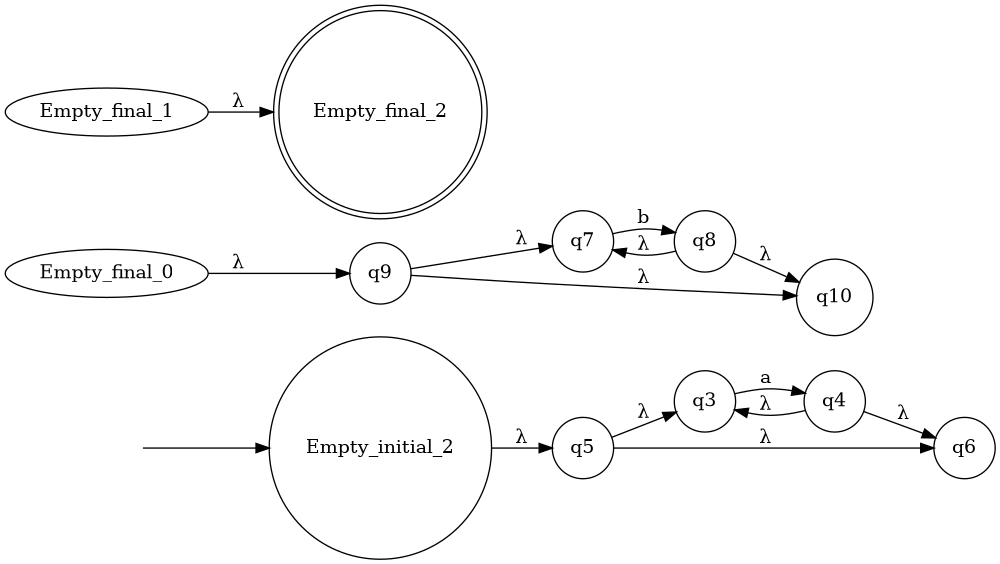 λ
Empty_final_1
Empty_final_2
b
λ
λ
q7
q8
λ
λ
Empty_final_0
q9
λ
q10
a
λ
q3
q4
λ
λ
λ
λ
Empty_initial_2
q5
q6